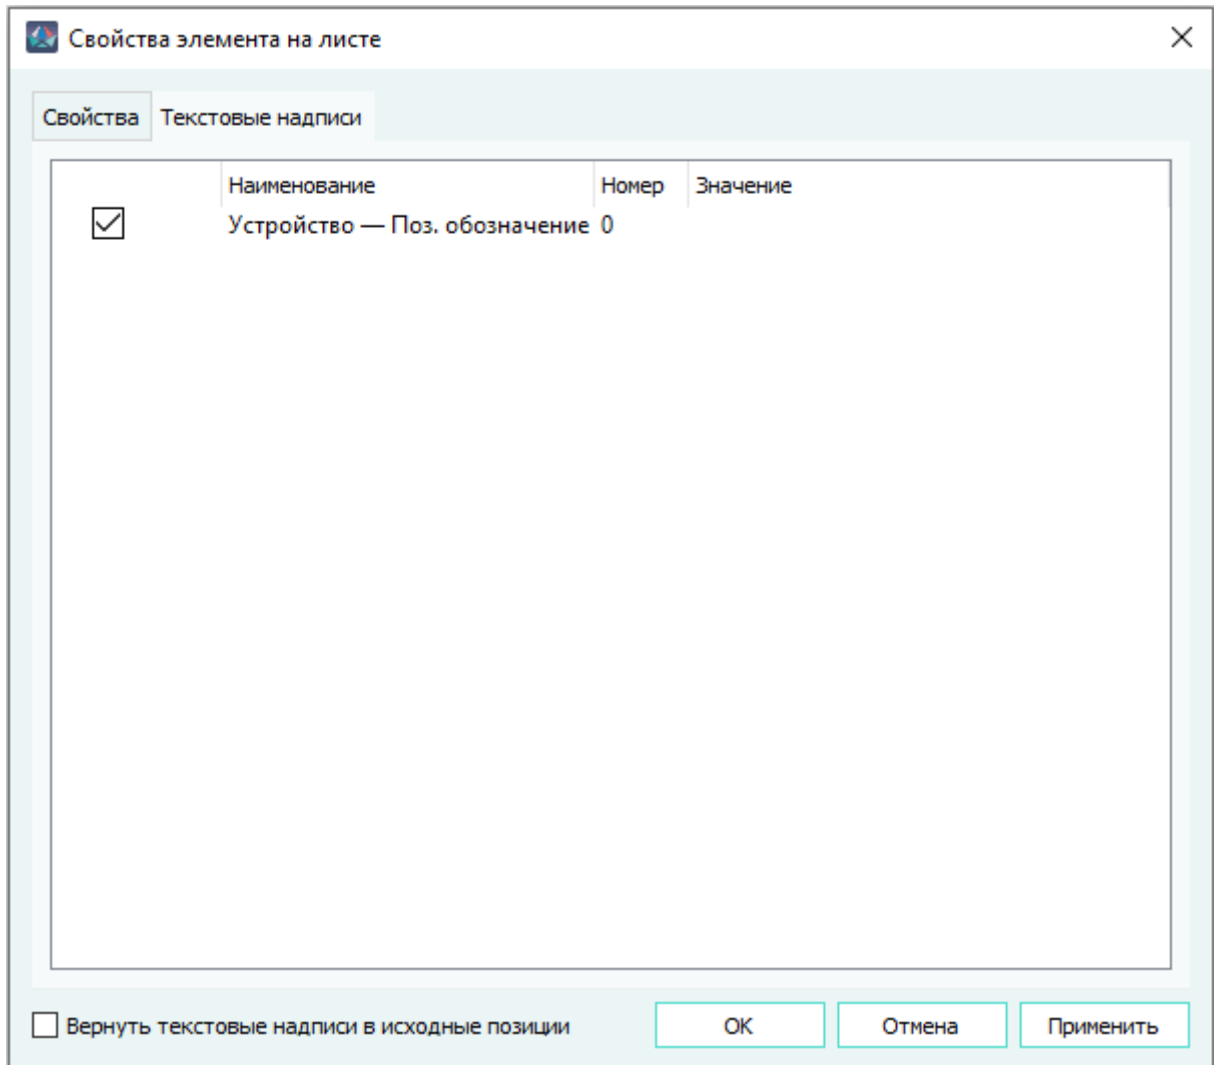 Свойства элемента на листе
Свойства Текстовые надписи
Наименование Номер Значение
Устройство — Поз. обозначение 0
Вернуть текстовые надписи в исходные позиции OK Отмена Применить